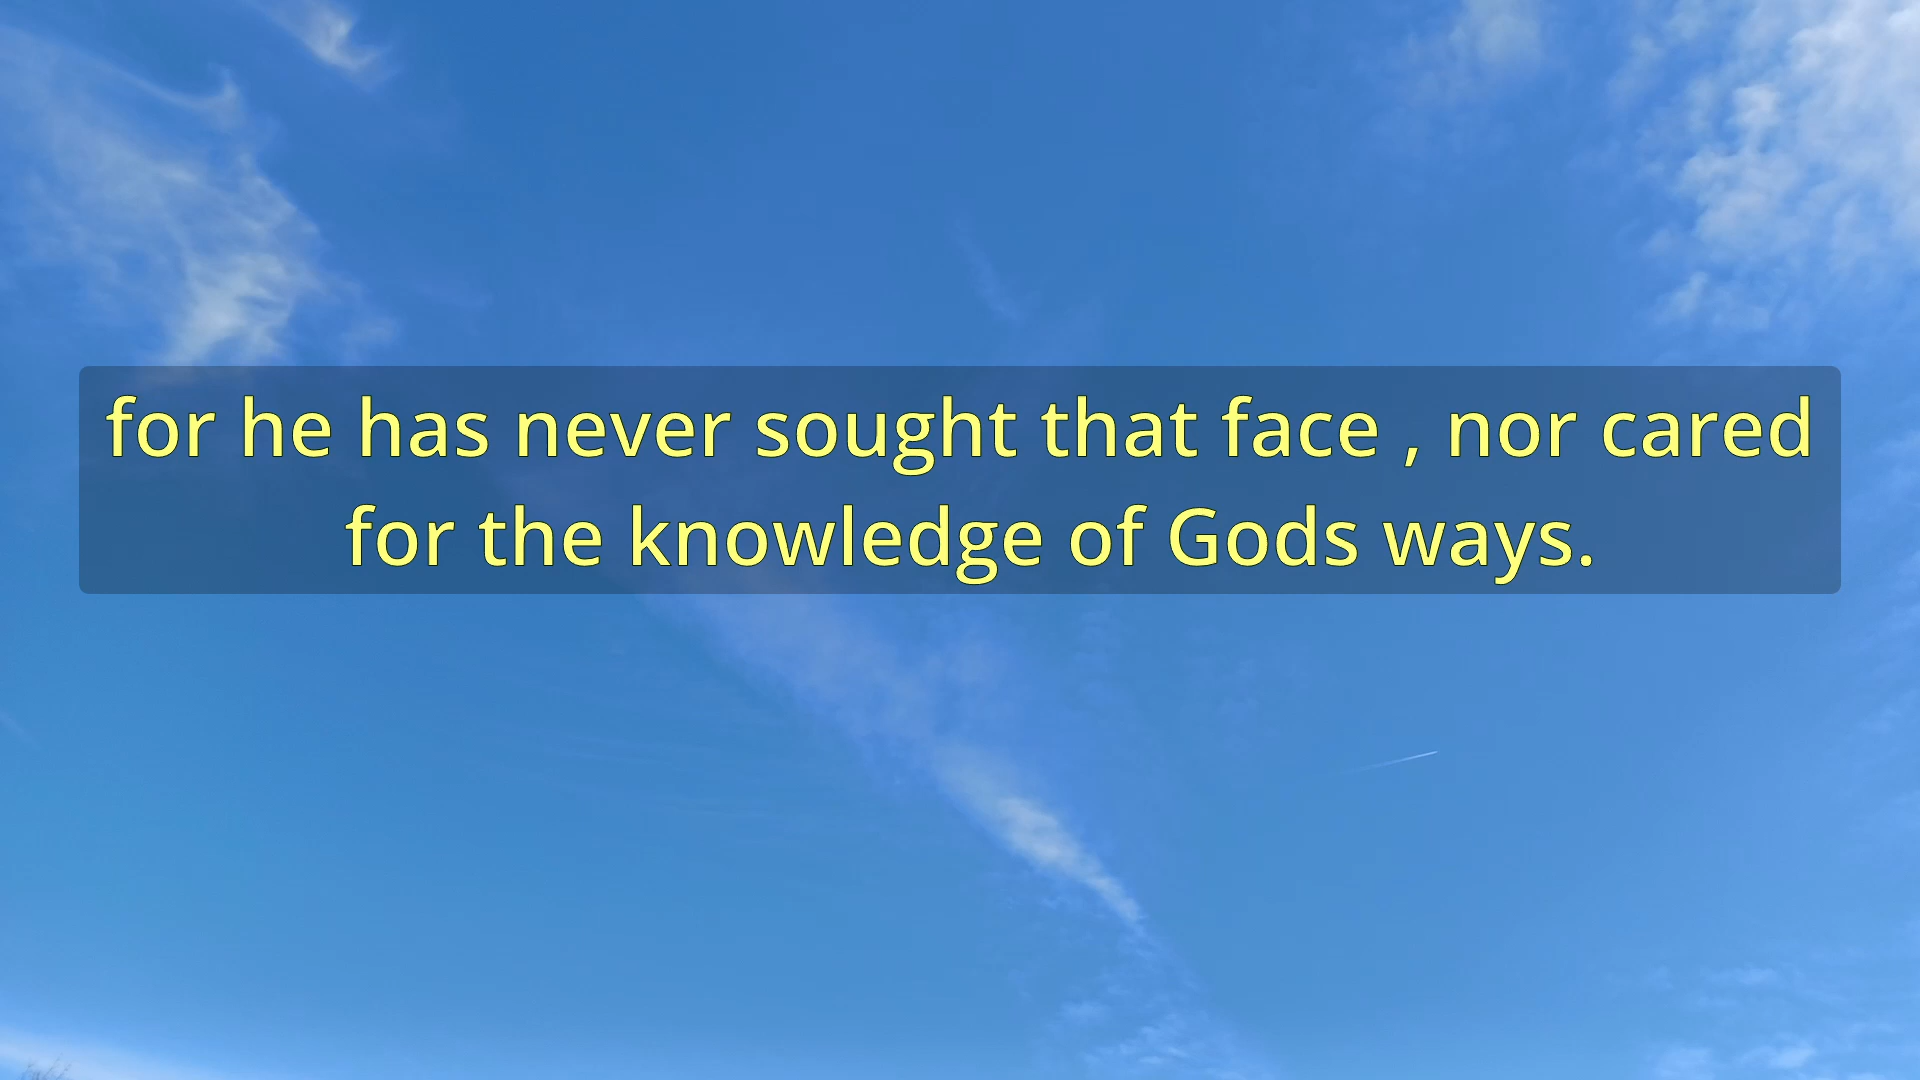 for he has never sought that face , nor cared
for the knowledge of Gods ways.